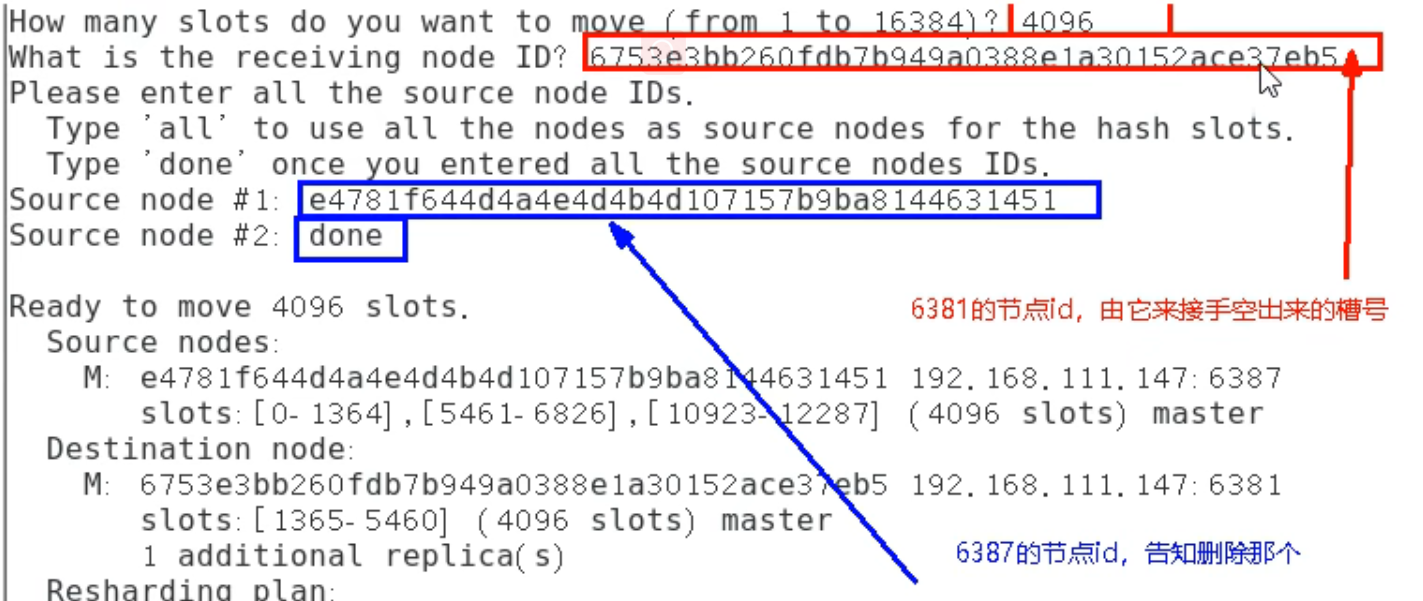 How many slots do you want to move (from 1 to 16384)? 4096
What is the receiving node ID? 6753e3bb260fdb7b949a0388e1a30152ace37eb5
Please enter all the source node IDs.
Type 'all' to use all the nodes as source nodes for the hash slots.
Type 'done' once you entered all the source nodes IDs.
Source node #1: e4781f644d4a4e4d4b4d107157b9ba8144631451
Source node #2: done
6381的节点id，由它来接手空出来的槽号
Ready to move 4096 slots.
Source nodes:
M: e4781f644d4a4e4d4b4d107157b9ba8144631451 192.168.111.147:6387
slots:[0-1364],[5461-6826],[10923-12287] (4096 slots) master
Destination node:
M: 6753e3bb260fdb7b949a0388e1a30152ace37eb5 192.168.111.147:6381
slots:[1365-5460] (4096 slots) master
1 additional replica(s)
6387的节点id，告知删除那个
Resharding plan: